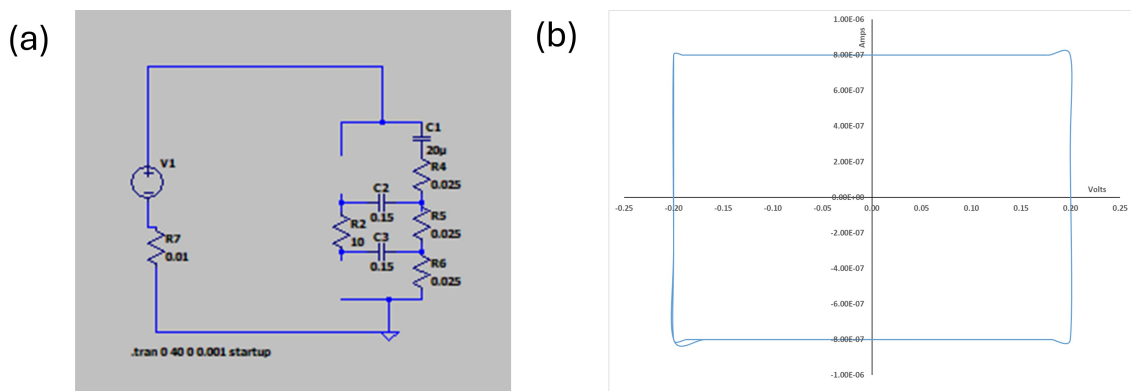 (a)
V1
R7
0.01
C1
20µ
R4
0.025
C2
0.15
R2
10
R5
0.025
C3
0.15
R6
0.025
.tran 0 40 0 0.001 startup
(b)
Amps
Volts
1.00E-06
8.00E-07
6.00E-07
4.00E-07
2.00E-07
0.00E+00
-2.00E-07
-4.00E-07
-6.00E-07
-8.00E-07
-1.00E-06
-0.25 -0.20 -0.15 -0.10 -0.05 0.00 0.05 0.10 0.15 0.20 0.25